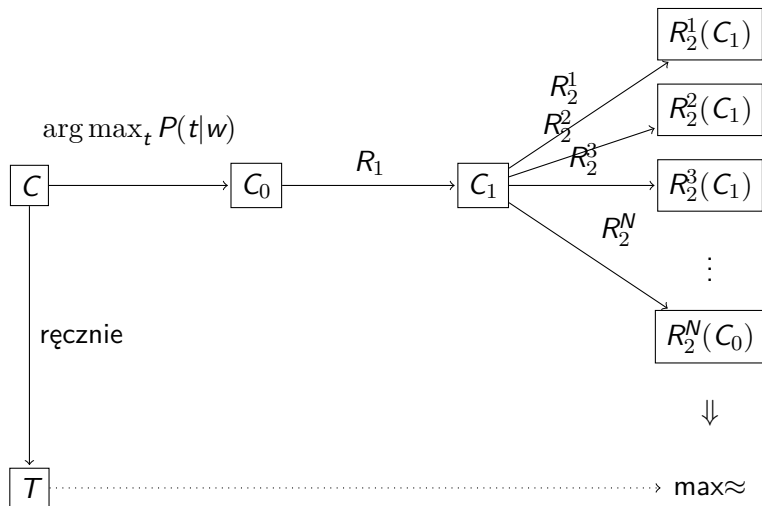 R_2^1(C_1)
R_2^1
R_2^2(C_1)
R_2^2
arg max_t P(t|w)
R_2^3
R_1
C
C_0
C_1
R_2^3(C_1)
R_2^N
⋮
ręcznie
R_2^N(C_0)
⇓
T
max≈